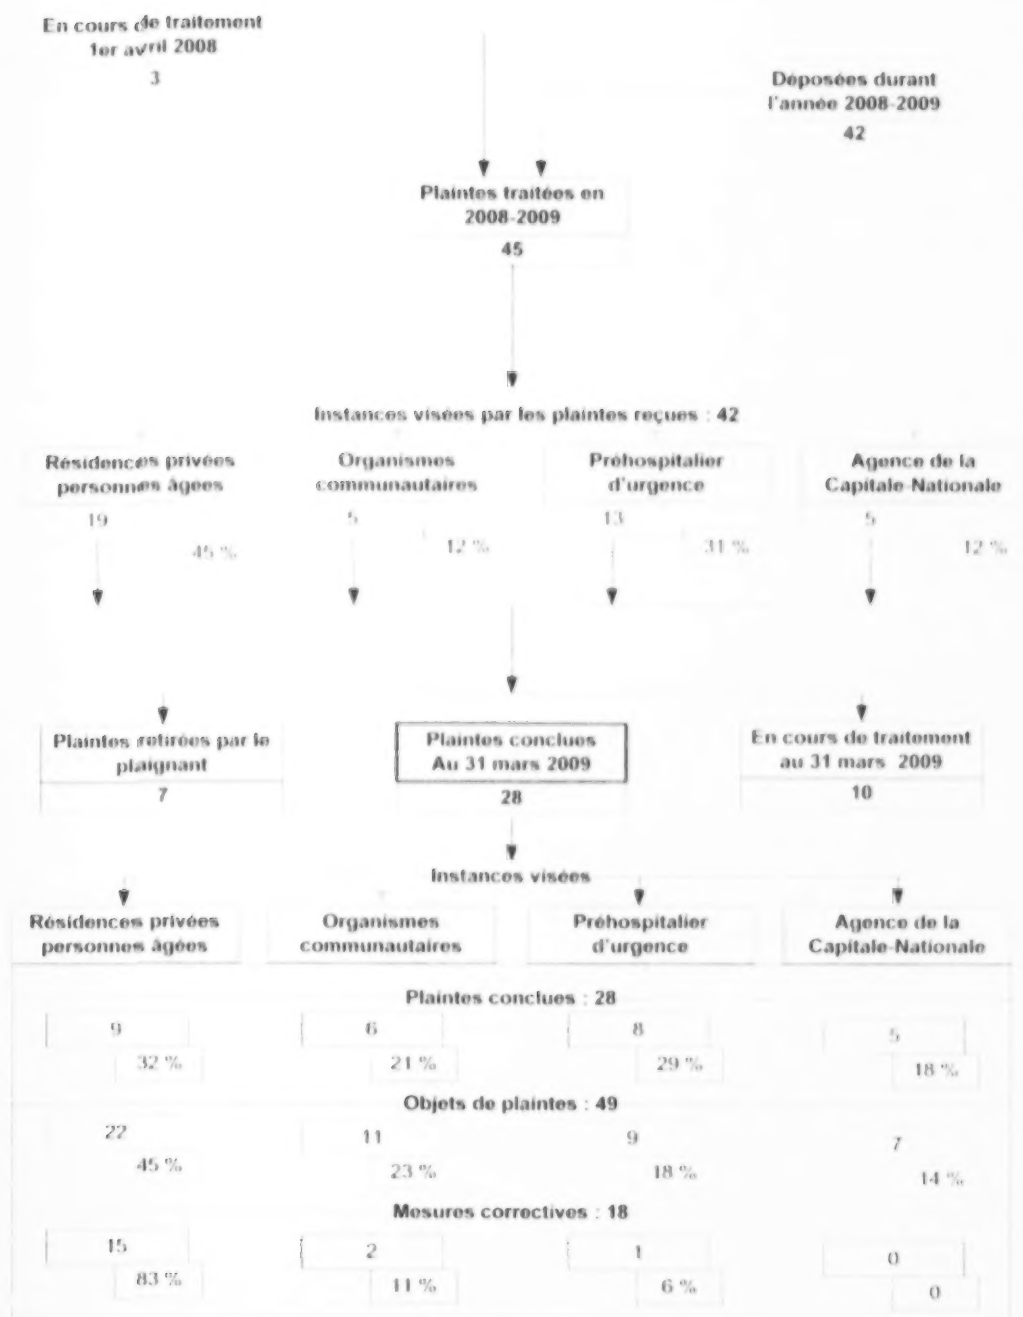 En cours de traitement
1er avril 2008
3
Déposées durant
l'année 2008-2009
42
Plaintes traitées en
2008-2009
45
Instances visées par les plaintes reçues : 42
Résidences privées
personnes âgees
19
45 %
Organismes
communautaires
5
12 %
Préhospitalier
d'urgence
13
31 %
Agence de la
Capitale-Nationale
5
12 %
Plaintes retirées par le
plaignant
7
Plaintes conclues
Au 31 mars 2009
28
En cours de traitement
au 31 mars 2009
10
Instances visées
Résidences privées
personnes âgées
Organismes
communautaires
Préhospitalier
d'urgence
Agence de la
Capitale-Nationale
Plaintes conclues : 28
9
32 %
6
21 %
8
29 %
5
18 %
Objets de plaintes : 49
22
45 %
11
23 %
9
18 %
7
14 %
Mesures correctives : 18
15
83 %
2
11 %
1
6 %
0
0